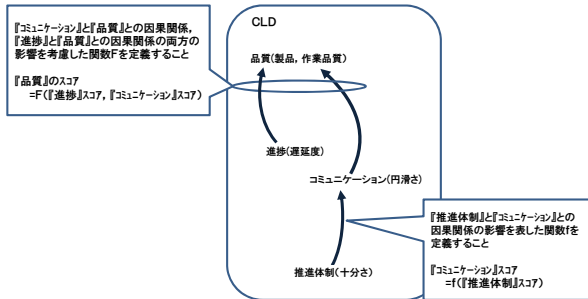 『ｺﾐｭﾆｹｰｼｮﾝ』と『品質』との因果関係,
『進捗』と『品質』との因果関係の両方の
影響を考慮した関数Fを定義すること
『品質』のｽｺｱ
=F(『進捗』ｽｺｱ, 『ｺﾐｭﾆｹｰｼｮﾝ』ｽｺｱ)
CLD
品質(製品, 作業品質)
進捗(遅延度)
コミュニケーション(円滑さ)
推進体制(十分さ)
『推進体制』と『ｺﾐｭﾆｹｰｼｮﾝ』との
因果関係の影響を表した関数fを
定義すること
『ｺﾐｭﾆｹｰｼｮﾝ』ｽｺｱ
=f(『推進体制』ｽｺｱ)